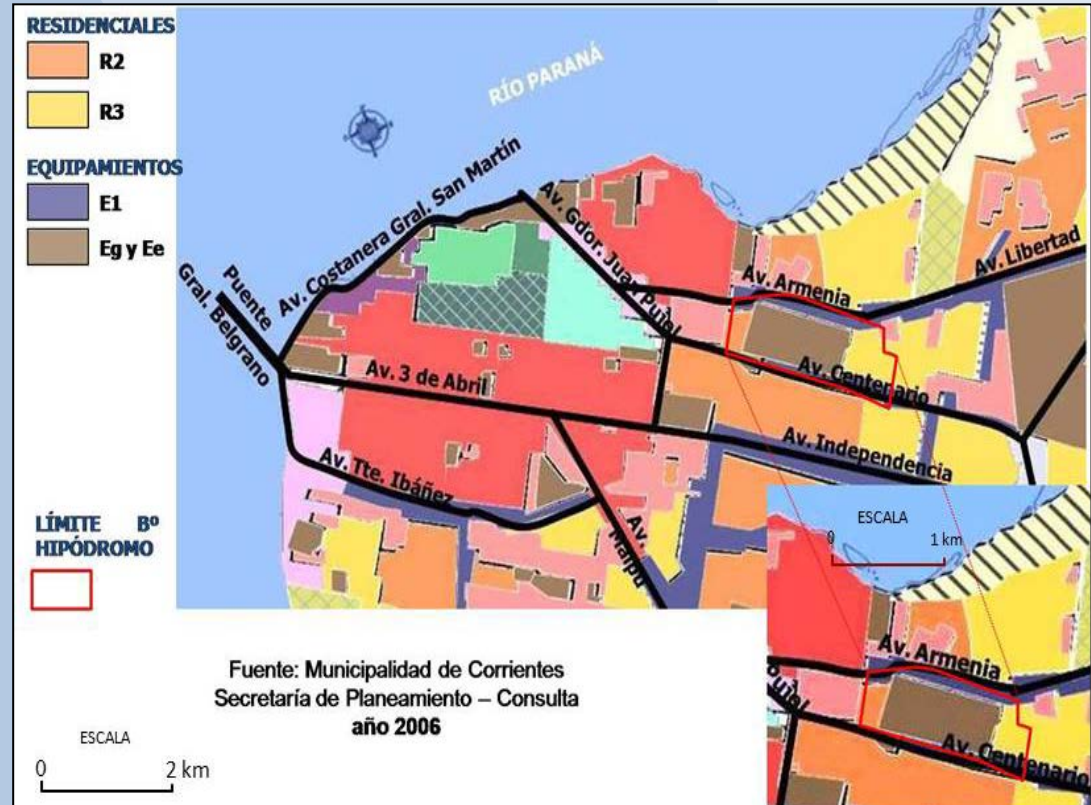 RESIDENCIALES
R2
R3
EQUIPAMIENTOS
E1
Eg y Ee
LÍMITE Bº
HIPÓDROMO
RÍO PARANÁ
Av. Costanera Gral. San Martín
Puente
Gral. Belgrano
Av. Gdor. Juan Pujol
Av. Armenia
Av. Libertad
Av. Centenario
Av. 3 de Abril
Av. Independencia
Av. Tte. Ibáñez
Av. Maipú
ESCALA
0 1 km
Av. Armenia
Pujol
Av. Centenario
Fuente: Municipalidad de Corrientes
Secretaría de Planeamiento – Consulta
año 2006
ESCALA
0 2 km